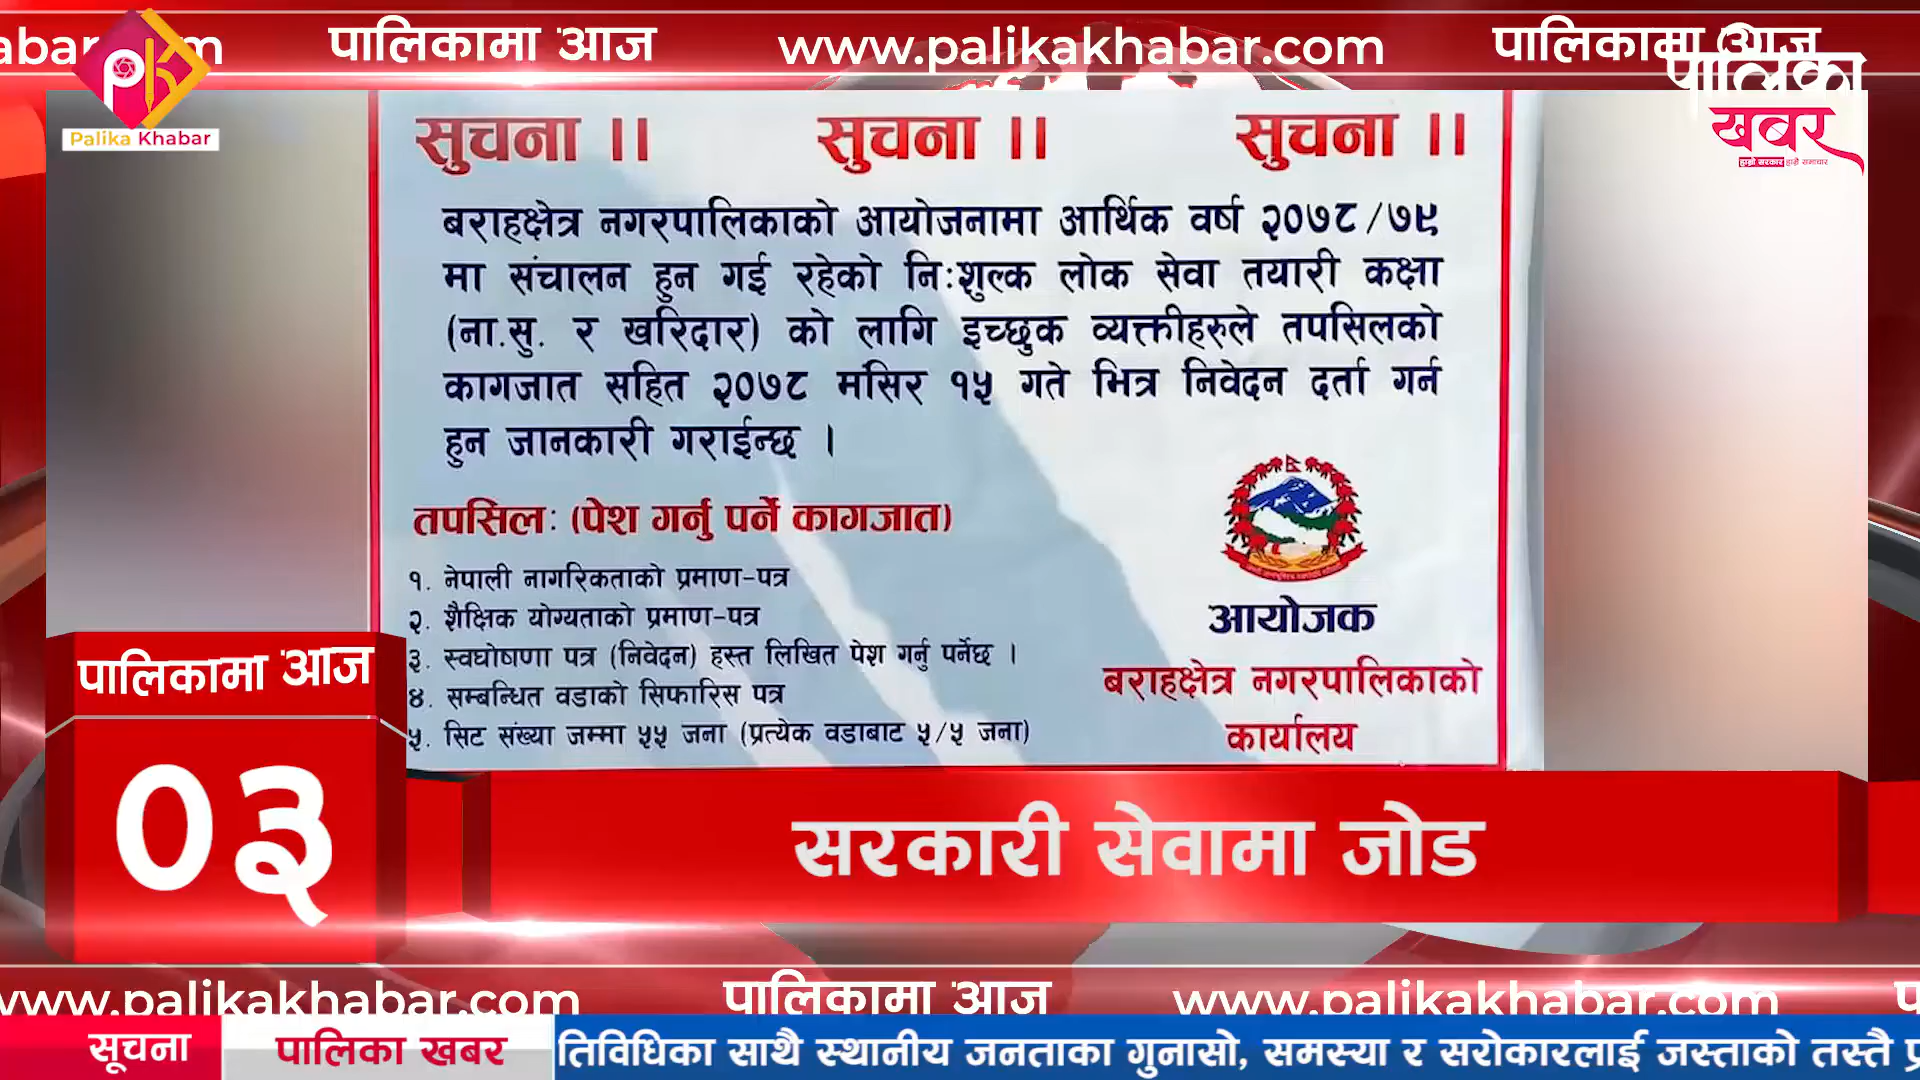 पालिकामा आज www.palikakhabar.com पालिकामा आज
Palika Khabar
पालिका
खबर
हाम्रो सरकार हाम्रै समाचार
सुचना ।। सुचना ।। सुचना ।।
बराहक्षेत्र नगरपालिकाको आयोजनामा आर्थिक वर्ष २०७८/७९
मा संचालन हुन गई रहेको नि:शुल्क लोक सेवा तयारी कक्षा
(ना.सु. र खरिदार) को लागि इच्छुक व्यक्तीहरुले तपसिलको
कागजात सहित २०७८ मंसिर १५ गते भित्र निवेदन दर्ता गर्न
हुन जानकारी गराईन्छ ।
तपसिल: (पेश गर्नु पर्ने कागजात)
१. नेपाली नागरिकताको प्रमाण-पत्र
२. शैक्षिक योग्यताको प्रमाण-पत्र
३. स्वघोषणा पत्र (निवेदन) हस्त लिखित पेश गर्नु पर्नेछ ।
४. सम्बन्धित वडाको सिफारिस पत्र
५. सिट संख्या जम्मा ५५ जना (प्रत्येक वडाबाट ५/५ जना)
आयोजक
बराहक्षेत्र नगरपालिकाको
कार्यालय
पालिकामा आज
०३
सरकारी सेवामा जोड
www.palikakhabar.com पालिकामा आज www.palikakhabar.com
सूचना पालिका खबर तिविधिका साथै स्थानीय जनताका गुनासो, समस्या र सरोकारलाई जस्ताको तस्तै